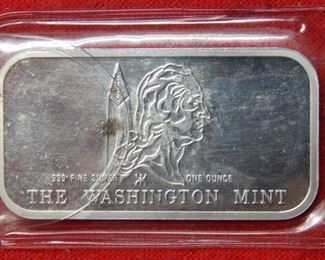 .999+ FINE SILVER ONE OUNCE
THE WASHINGTON MINT